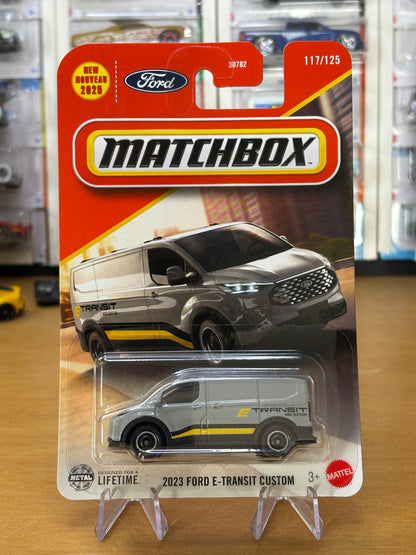 NEW
NOUVEAU
2025
Ford
30782
117/125
MATCHBOX
E TRANSIT
E TRANSIT
METAL
DESIGNED FOR A
LIFETIME
2023 FORD E-TRANSIT CUSTOM
3+
MATTEL